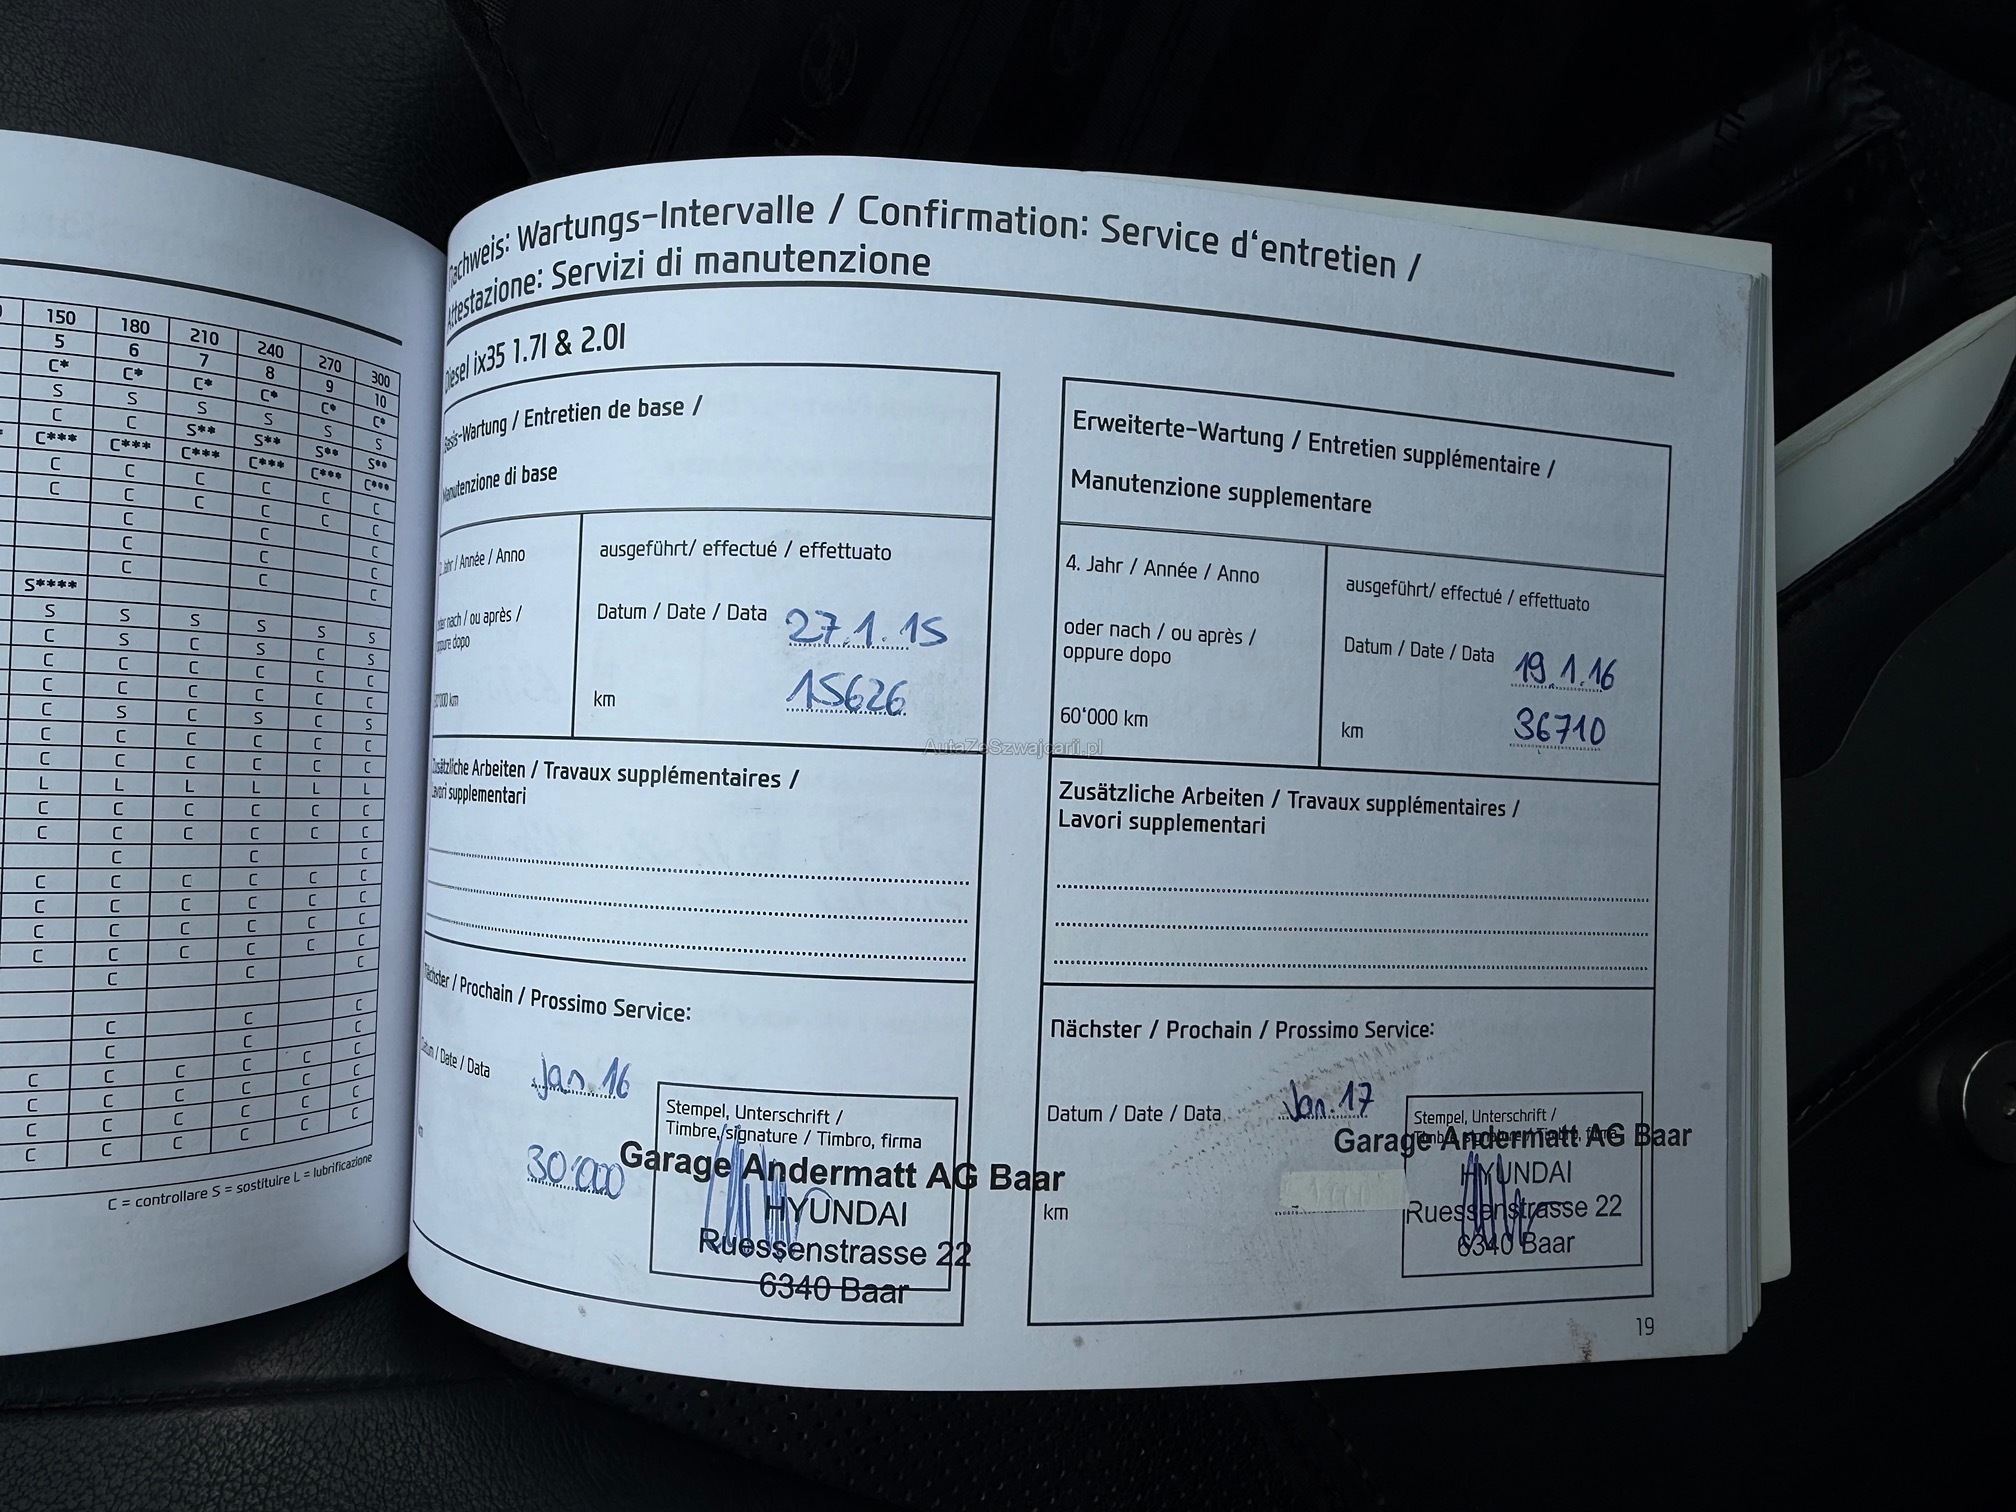 150 180 210 240 270 300
5 6 7 8 9 10
C* C* C* C* C* C*
S S S S S S
C C S** S** S** S**
C*** C*** C*** C*** C*** C***
C C C C C C
C C C C C C
C C C
C C C
C C C
S****
S S S S S S
C S C S C S
C C C C C C
C C C C C C
C S C S C S
C C C C C C
C C C C C C
L L L L L L
C C C C C C
C C C C C C
C C C
C C C C C C
C C C C C C
C C C C C C
C C C C C C
C C C
C C C
C C C
C C C C C C
C C C C C C
C C C C C C
C C C C C C
C = controllare S = sostituire L = lubrificazione
Nachweis: Wartungs-Intervalle / Confirmation: Service d'entretien /
Attestazione: Servizi di manutenzione
Diesel ix35 1.7l & 2.0l
Basis-Wartung / Entretien de base /
Manutenzione di base
Jahr / Année / Anno
oder nach / ou après /
oppure dopo
km
ausgeführt/ effectué / effettuato
Datum / Date / Data 27.1.15
km 15626
Zusätzliche Arbeiten / Travaux supplémentaires /
Lavori supplementari
Nächster / Prochain / Prossimo Service:
Datum / Date / Data Jan. 16
km 30'000
Stempel, Unterschrift /
Timbre, signature / Timbro, firma
Garage Andermatt AG Baar
HYUNDAI
Ruessenstrasse 22
6340 Baar
Erweiterte-Wartung / Entretien supplémentaire /
Manutenzione supplementare
4. Jahr / Année / Anno
oder nach / ou après /
oppure dopo
60'000 km
ausgeführt/ effectué / effettuato
Datum / Date / Data 19.1.16
km 36710
Zusätzliche Arbeiten / Travaux supplémentaires /
Lavori supplementari
Nächster / Prochain / Prossimo Service:
Datum / Date / Data Jan. 17
km
Stempel, Unterschrift /
Timbre, signature / Timbro, firma
Garage Andermatt AG Baar
HYUNDAI
Ruessenstrasse 22
6340 Baar
19
AutaZeSzwajcarii.pl